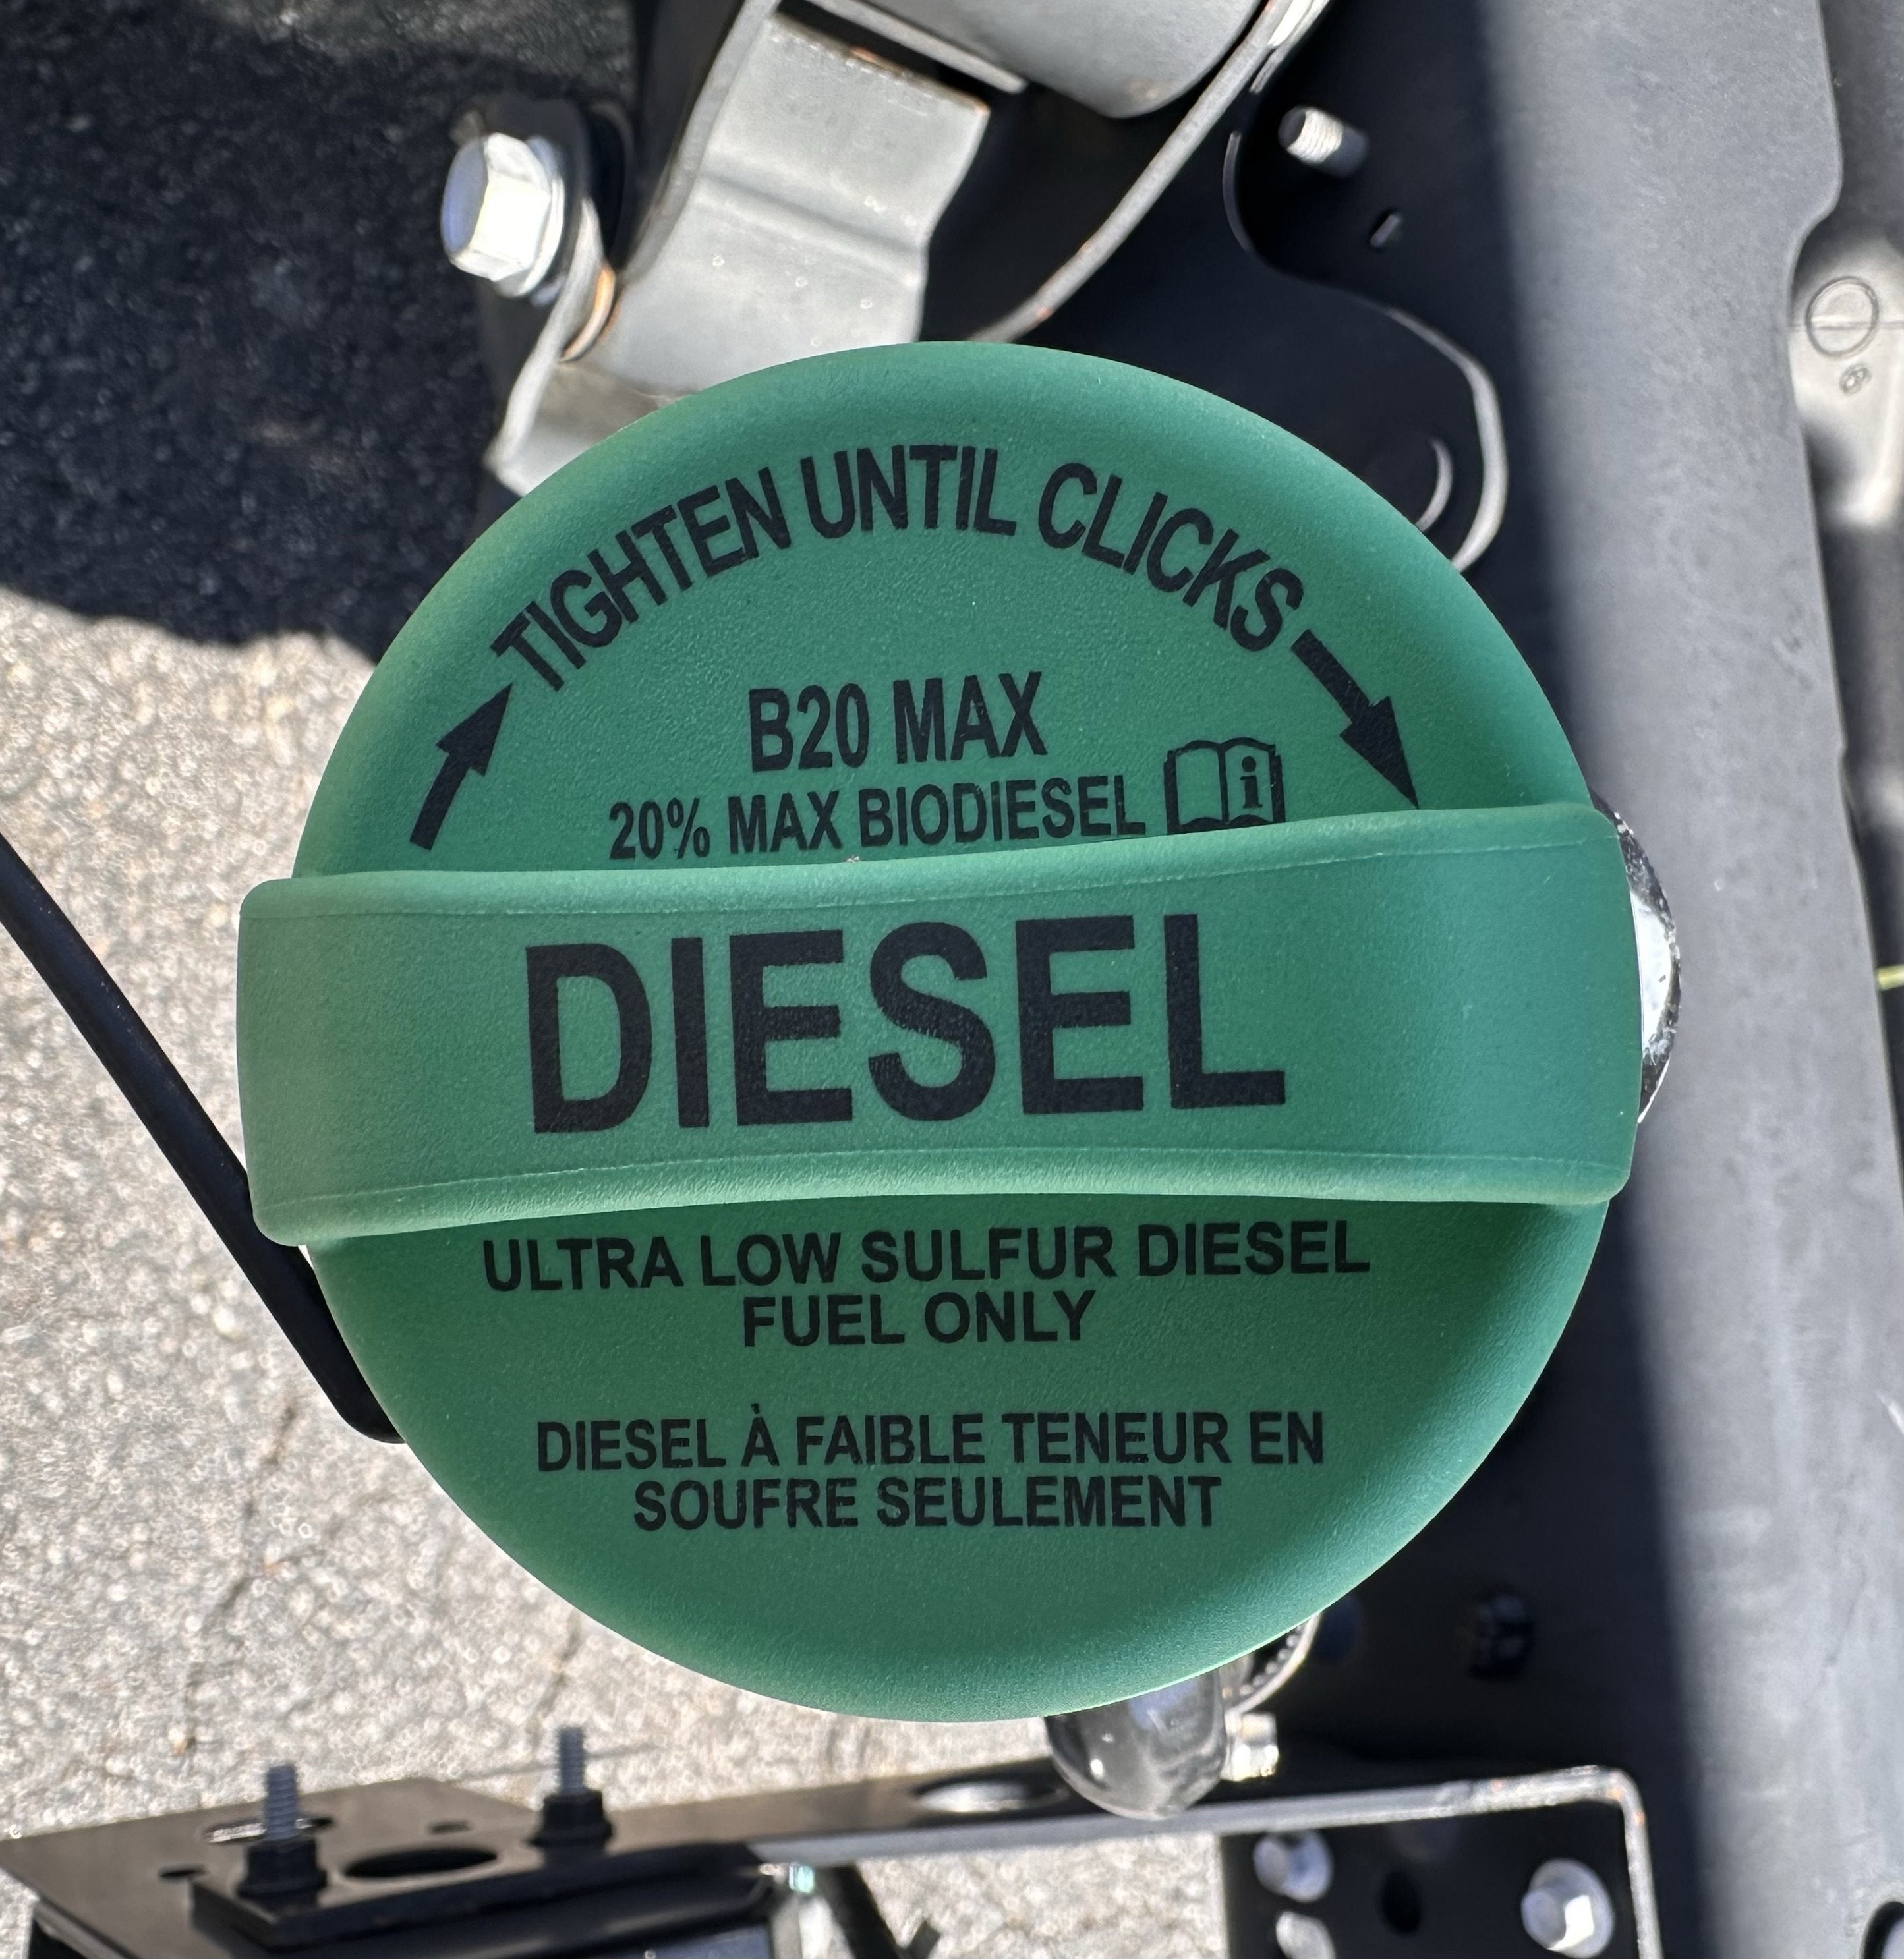 TIGHTEN UNTIL CLICKS
B20 MAX
20% MAX BIODIESEL
i
DIESEL
ULTRA LOW SULFUR DIESEL
FUEL ONLY
DIESEL À FAIBLE TENEUR EN
SOUFRE SEULEMENT